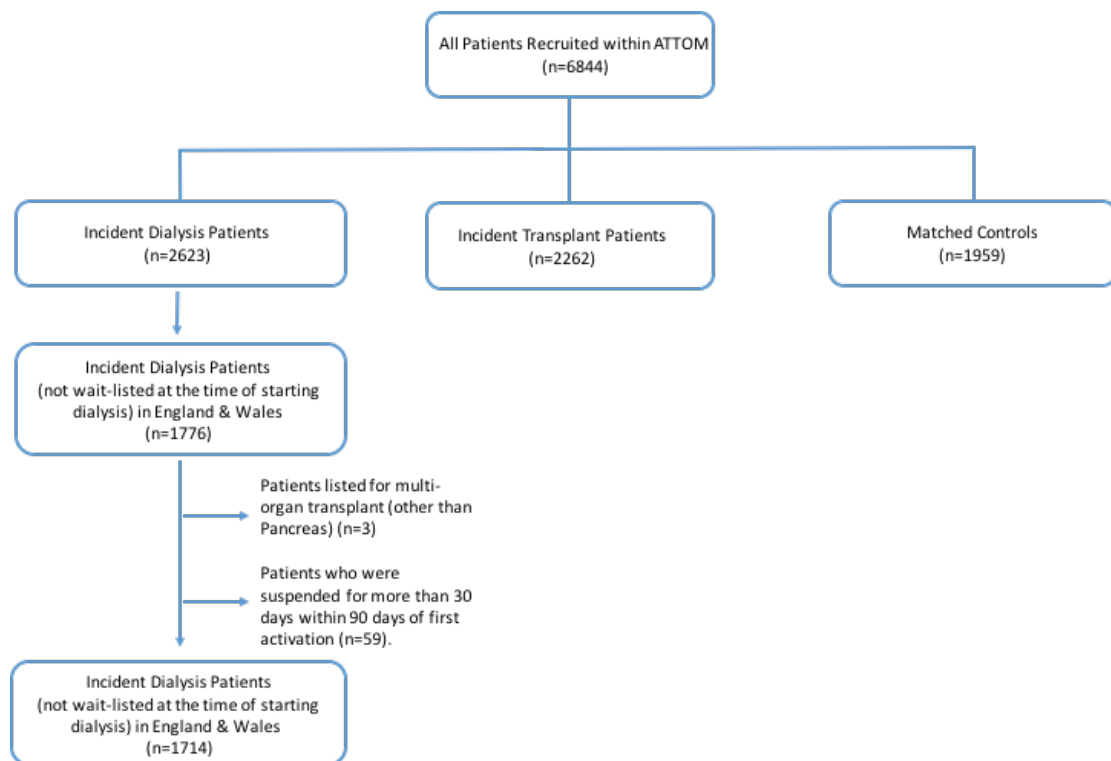 All Patients Recruited within ATTOM
(n=6844)
Incident Dialysis Patients
(n=2623)
Incident Transplant Patients
(n=2262)
Matched Controls
(n=1959)
Incident Dialysis Patients
(not wait-listed at the time of starting
dialysis) in England & Wales
(n=1776)
Patients listed for multi-
organ transplant (other than
Pancreas) (n=3)
Patients who were
suspended for more than 30
days within 90 days of first
activation (n=59).
Incident Dialysis Patients
(not wait-listed at the time of starting
dialysis) in England & Wales
(n=1714)